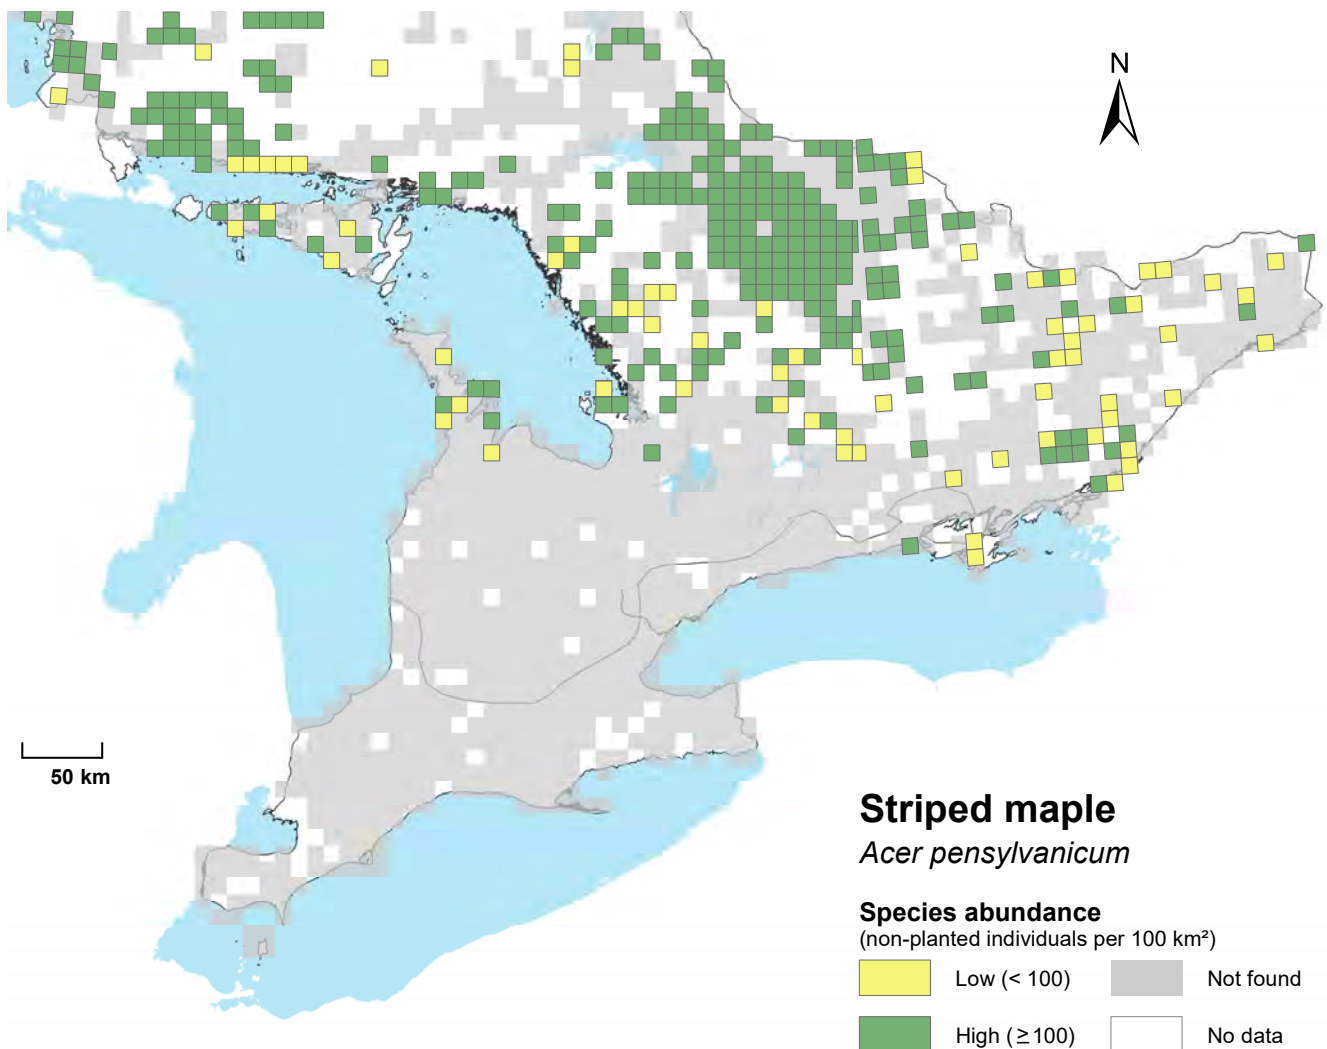 N
50 km
Striped maple
Acer pensylvanicum
Species abundance
(non-planted individuals per 100 km²)
Low (< 100)
Not found
High (≥100)
No data